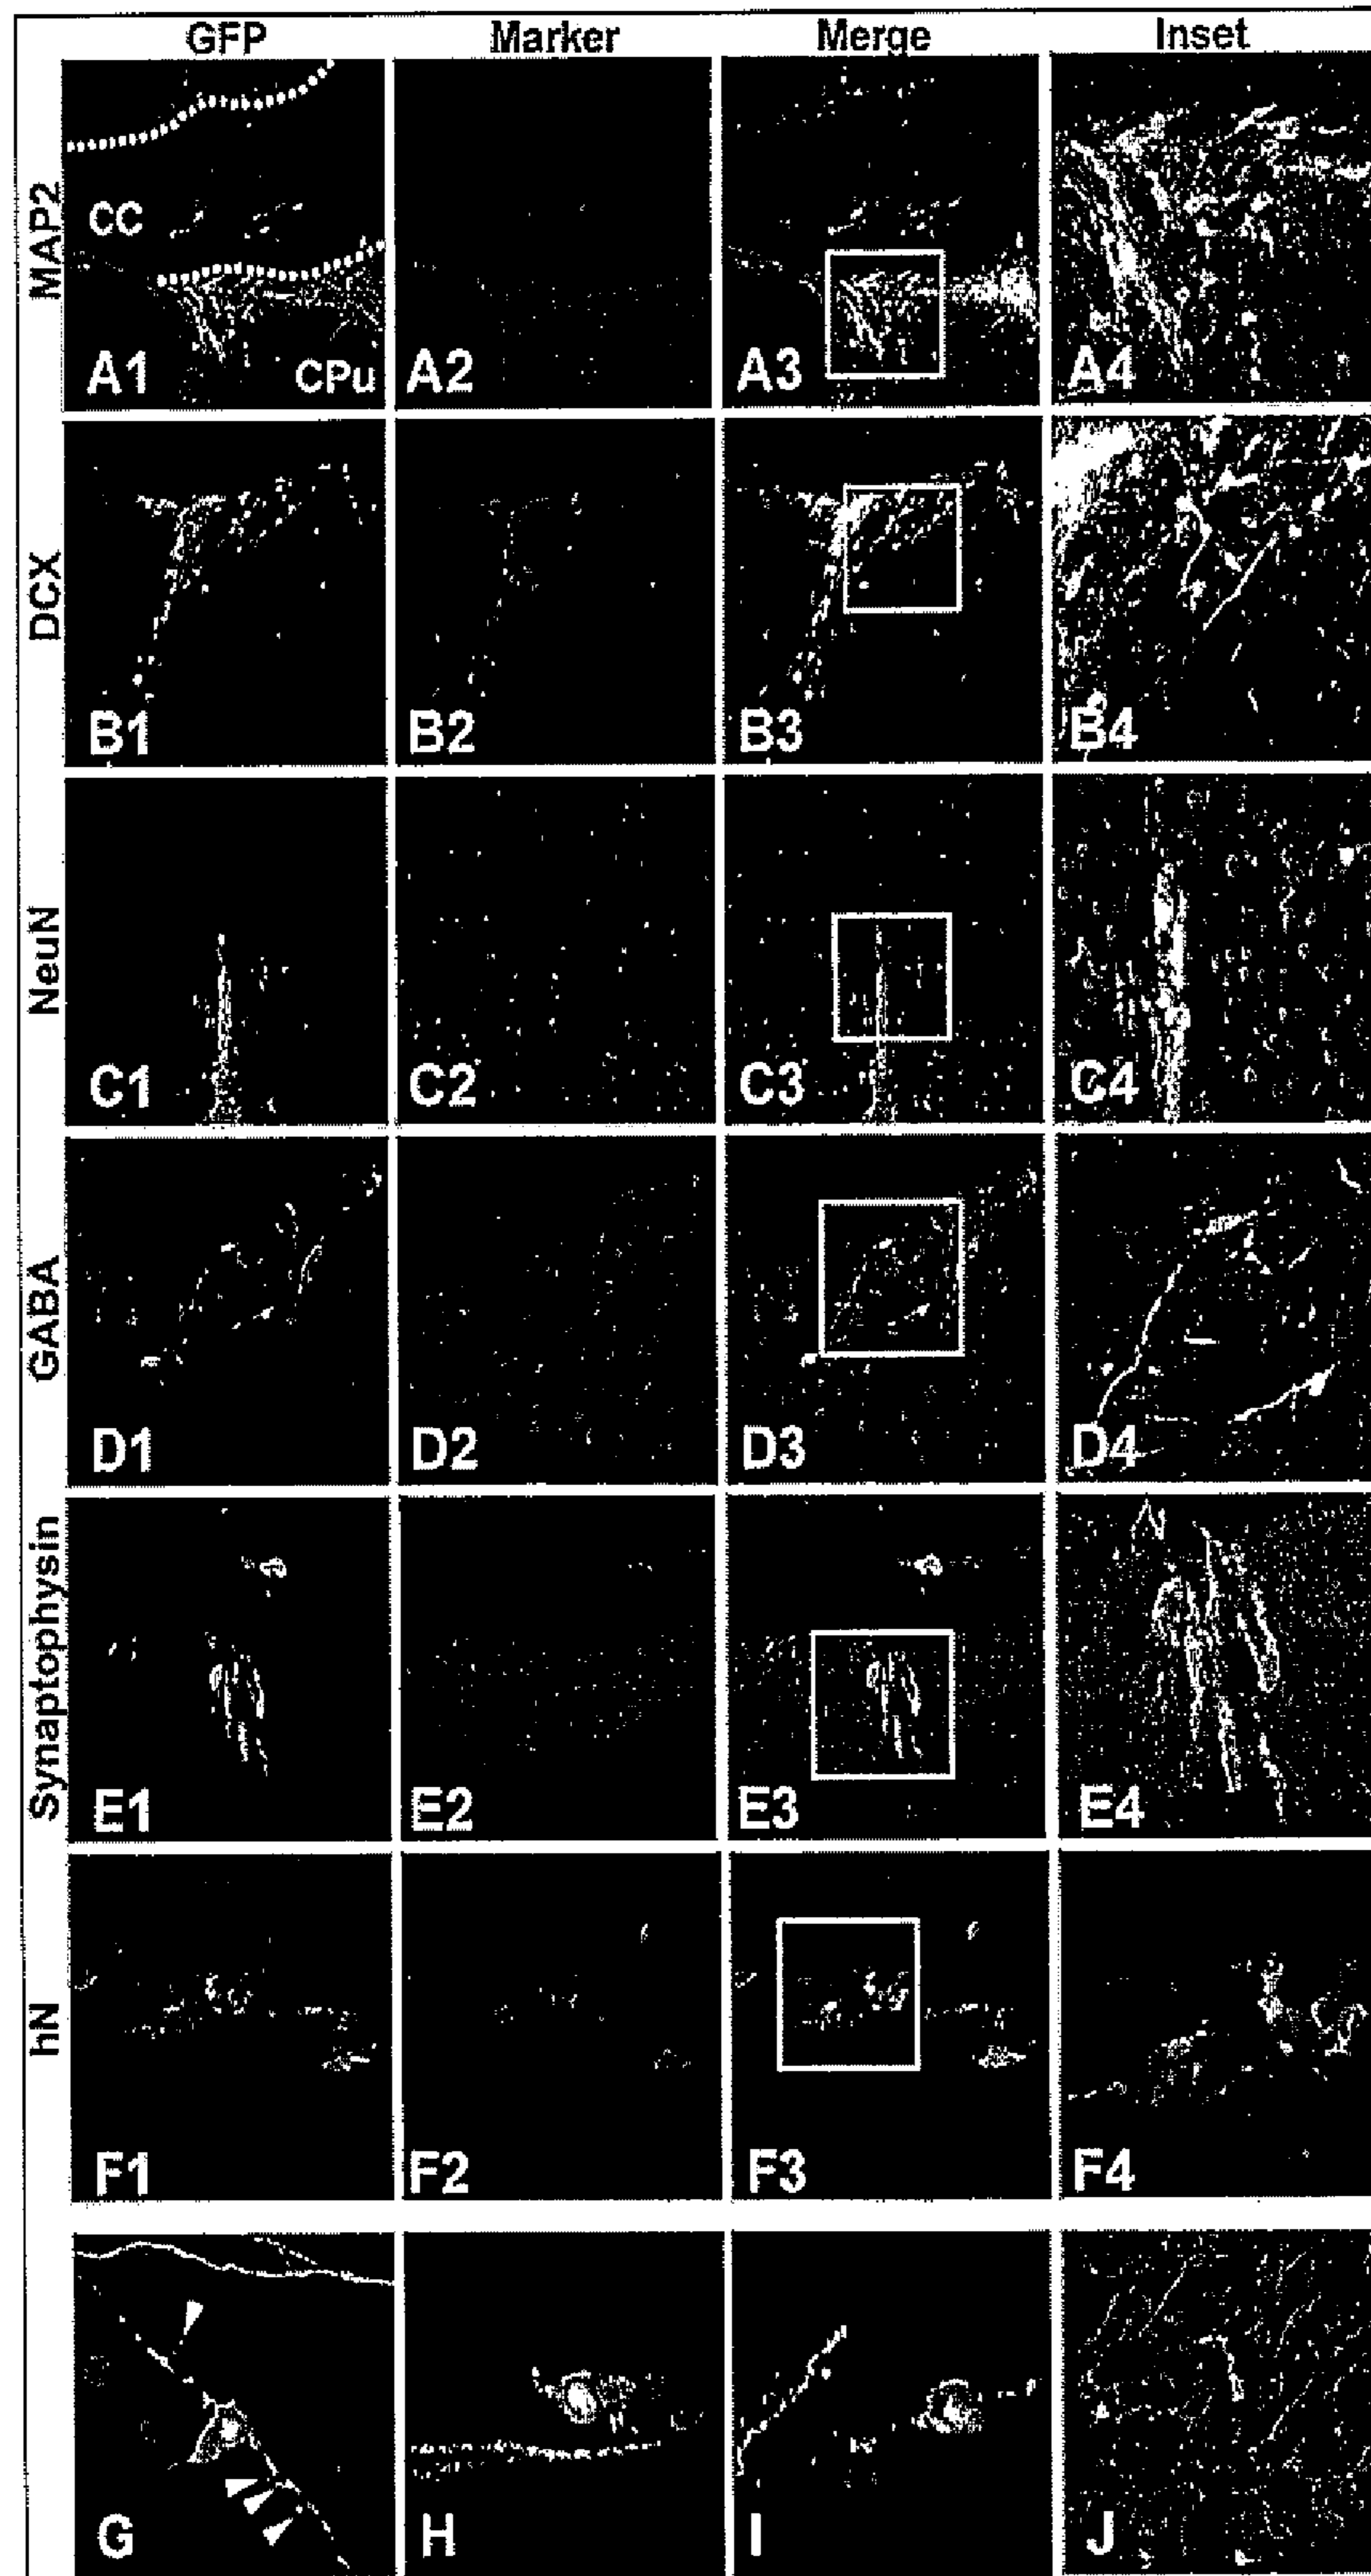 GFP Marker Merge Inset
MAP2
CC
CPu
A1 A2 A3 A4
DCX
B1 B2 B3 B4
NeuN
C1 C2 C3 C4
GABA
D1 D2 D3 D4
Synaptophysin
E1 E2 E3 E4
hN
F1 F2 F3 F4
G H I J